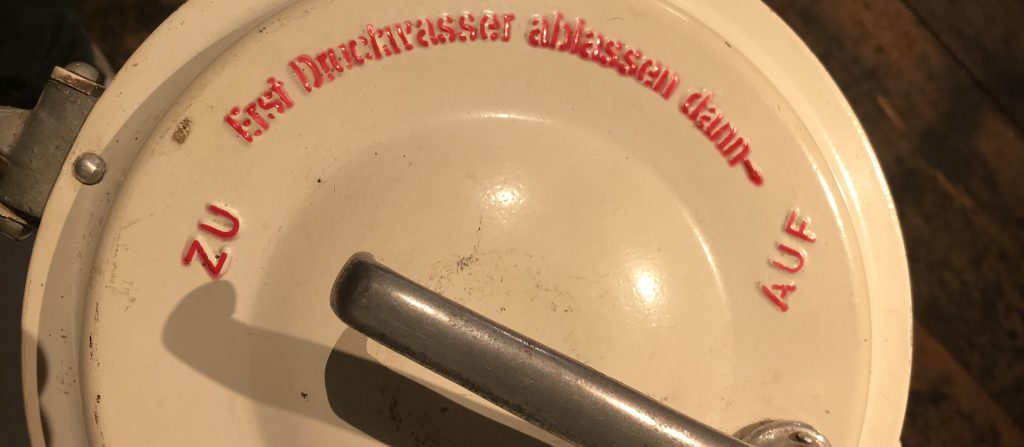 Erst Druckwasser ablassen dann
ZU
AUF